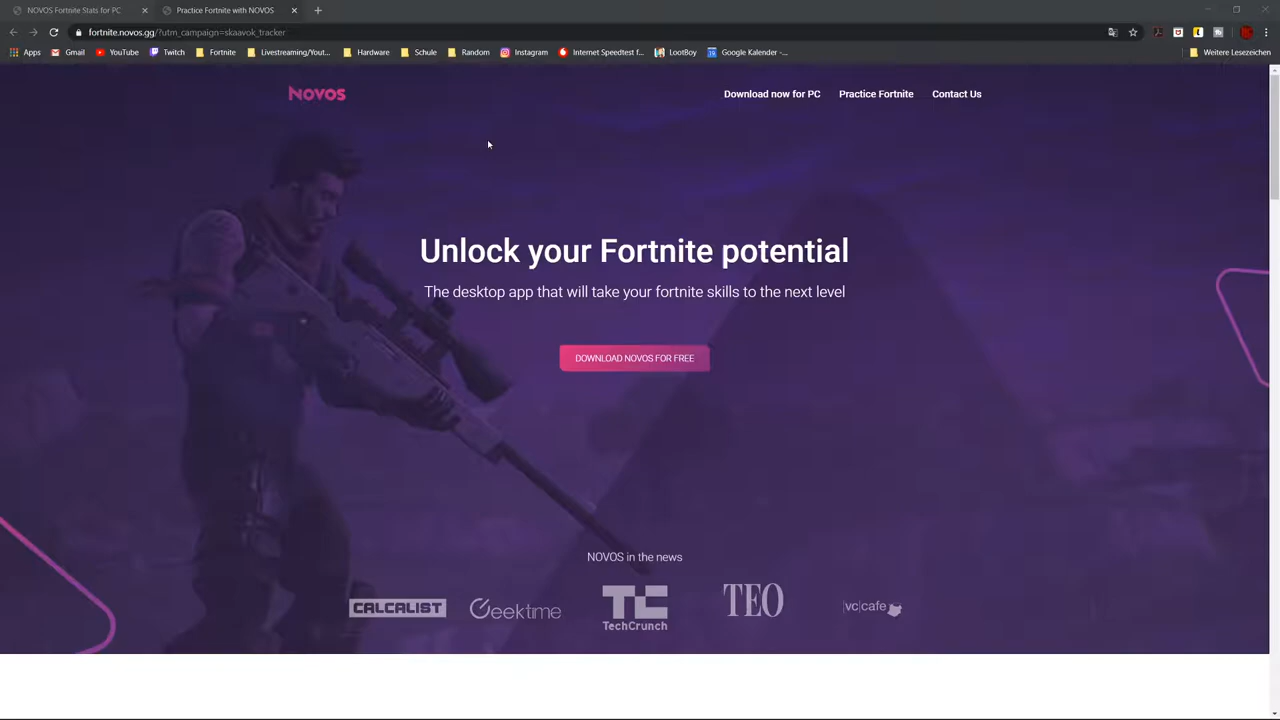 NOVOS Fortnite Stats for PC
Practice Fortnite with NOVOS
fortnite.novos.gg/?utm_campaign=skaavok_tracker
Apps Gmail YouTube Twitch Fortnite Livestreaming/Yout... Hardware Schule Random Instagram Internet Speedtest f... LootBoy Google Kalender -... Weitere Lesezeichen
NOVOS
Download now for PC Practice Fortnite Contact Us
Unlock your Fortnite potential
The desktop app that will take your fortnite skills to the next level
DOWNLOAD NOVOS FOR FREE
NOVOS in the news
CALCALIST Geektime TC TEO |vc|cafe
TechCrunch